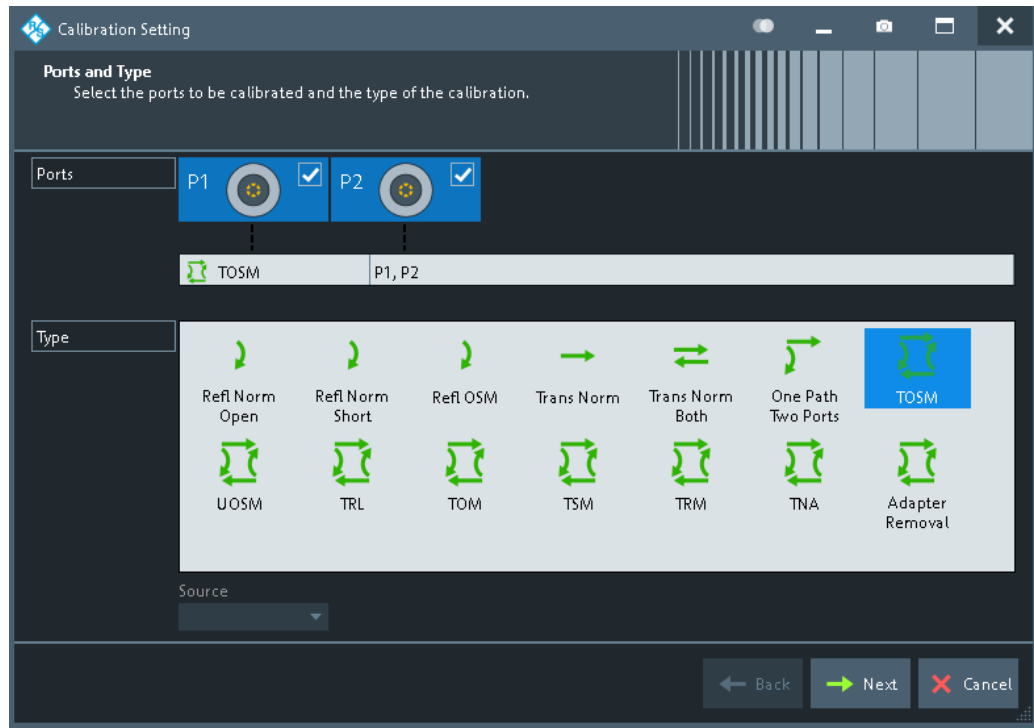 R&S Calibration Setting
Ports and Type
Select the ports to be calibrated and the type of the calibration.
Ports
P1
P2
TOSM
P1, P2
Type
Refl Norm
Open
Refl Norm
Short
Refl OSM
Trans Norm
Trans Norm
Both
One Path
Two Ports
TOSM
UOSM
TRL
TOM
TSM
TRM
TNA
Adapter
Removal
Source
Back
Next
Cancel